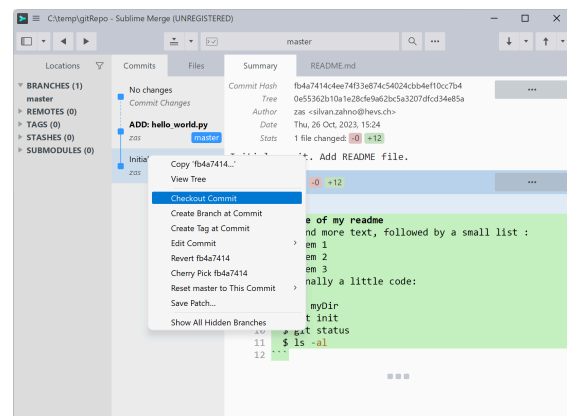 C:\temp\gitRepo - Sublime Merge (UNREGISTERED)
master
Locations
Commits
Files
Summary
README.md
BRANCHES (1)
master
REMOTES (0)
TAGS (0)
STASHES (0)
SUBMODULES (0)
No changes
Commit Changes
ADD: hello_world.py
zas master
Initial
zas
Commit Hash fb4a7414c4ee74f33e874c54024cbb4ef10cc7b4
Tree 0e55362b10a1e28cfe9a62bc5a3207dfcd34e85a
Author zas <silvan.zahno@hevs.ch>
Date Thu, 26 Oct, 2023, 15:24
Stats 1 file changed: -0 +12
it. Add README file.
-0 +12
Copy 'fb4a7414...'
View Tree
Checkout Commit
Create Branch at Commit
Create Tag at Commit
Edit Commit
Revert fb4a7414
Cherry Pick fb4a7414
Reset master to This Commit
Save Patch...
Show All Hidden Branches
e of my readme
nd more text, followed by a small list :
em 1
em 2
em 3
nally a little code:
myDir
t init
10 $ git status
11 $ ls -al
12 ```